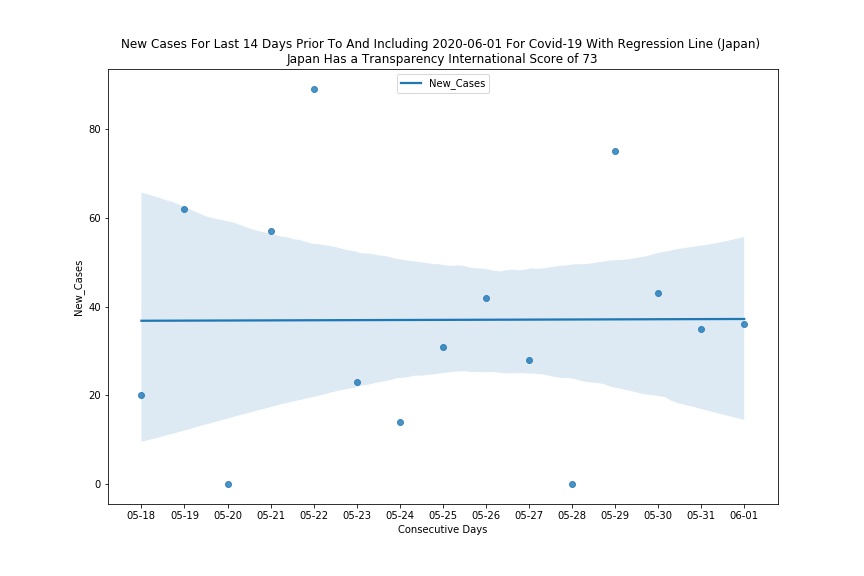 New Cases For Last 14 Days Prior To And Including 2020-06-01 For Covid-19 With Regression Line (Japan)
Japan Has a Transparency International Score of 73
New_Cases
80
60
40
20
0
New_Cases
05-18 05-19 05-20 05-21 05-22 05-23 05-24 05-25 05-26 05-27 05-28 05-29 05-30 05-31 06-01
Consecutive Days